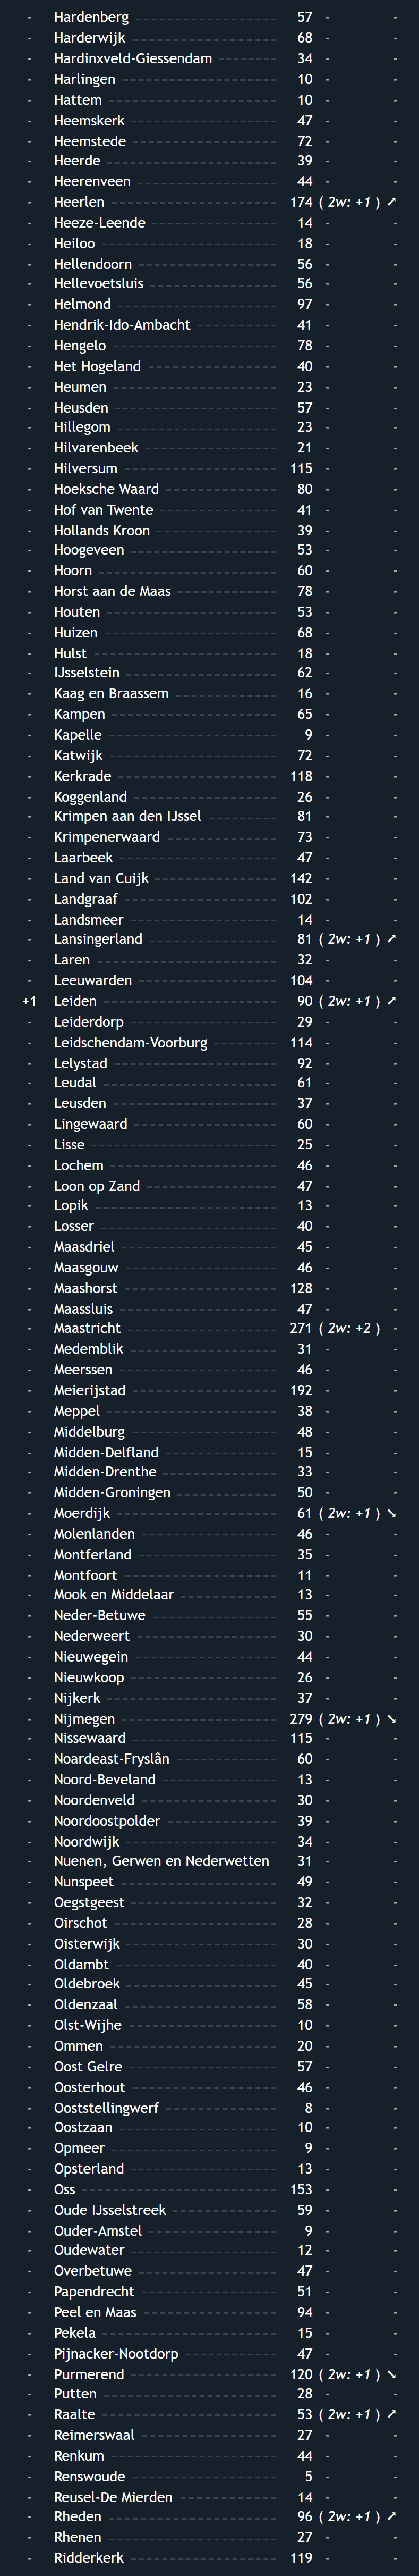 - Hardenberg 57 - -
- Harderwijk 68 - -
- Hardinxveld-Giessendam 34 - -
- Harlingen 10 - -
- Hattem 10 - -
- Heemskerk 47 - -
- Heemstede 72 - -
- Heerde 39 - -
- Heerenveen 44 - -
- Heerlen 174 ( 2w: +1 ) ↗
- Heeze-Leende 14 - -
- Heiloo 18 - -
- Hellendoorn 56 - -
- Hellevoetsluis 56 - -
- Helmond 97 - -
- Hendrik-Ido-Ambacht 41 - -
- Hengelo 78 - -
- Het Hogeland 40 - -
- Heumen 23 - -
- Heusden 57 - -
- Hillegom 23 - -
- Hilvarenbeek 21 - -
- Hilversum 115 - -
- Hoeksche Waard 80 - -
- Hof van Twente 41 - -
- Hollands Kroon 39 - -
- Hoogeveen 53 - -
- Hoorn 60 - -
- Horst aan de Maas 78 - -
- Houten 53 - -
- Huizen 68 - -
- Hulst 18 - -
- IJsselstein 62 - -
- Kaag en Braassem 16 - -
- Kampen 65 - -
- Kapelle 9 - -
- Katwijk 72 - -
- Kerkrade 118 - -
- Koggenland 26 - -
- Krimpen aan den IJssel 81 - -
- Krimpenerwaard 73 - -
- Laarbeek 47 - -
- Land van Cuijk 142 - -
- Landgraaf 102 - -
- Landsmeer 14 - -
- Lansingerland 81 ( 2w: +1 ) ↗
- Laren 32 - -
- Leeuwarden 104 - -
+1 Leiden 90 ( 2w: +1 ) ↗
- Leiderdorp 29 - -
- Leidschendam-Voorburg 114 - -
- Lelystad 92 - -
- Leudal 61 - -
- Leusden 37 - -
- Lingewaard 60 - -
- Lisse 25 - -
- Lochem 46 - -
- Loon op Zand 47 - -
- Lopik 13 - -
- Losser 40 - -
- Maasdriel 45 - -
- Maasgouw 46 - -
- Maashorst 128 - -
- Maassluis 47 - -
- Maastricht 271 ( 2w: +2 ) -
- Medemblik 31 - -
- Meerssen 46 - -
- Meierijstad 192 - -
- Meppel 38 - -
- Middelburg 48 - -
- Midden-Delfland 15 - -
- Midden-Drenthe 33 - -
- Midden-Groningen 50 - -
- Moerdijk 61 ( 2w: +1 ) ↘
- Molenlanden 46 - -
- Montferland 35 - -
- Montfoort 11 - -
- Mook en Middelaar 13 - -
- Neder-Betuwe 55 - -
- Nederweert 30 - -
- Nieuwegein 44 - -
- Nieuwkoop 26 - -
- Nijkerk 37 - -
- Nijmegen 279 ( 2w: +1 ) ↘
- Nissewaard 115 - -
- Noardeast-Fryslân 60 - -
- Noord-Beveland 13 - -
- Noordenveld 30 - -
- Noordoostpolder 39 - -
- Noordwijk 34 - -
- Nuenen, Gerwen en Nederwetten 31 - -
- Nunspeet 49 - -
- Oegstgeest 32 - -
- Oirschot 28 - -
- Oisterwijk 30 - -
- Oldambt 40 - -
- Oldebroek 45 - -
- Oldenzaal 58 - -
- Olst-Wijhe 10 - -
- Ommen 20 - -
- Oost Gelre 57 - -
- Oosterhout 46 - -
- Ooststellingwerf 8 - -
- Oostzaan 10 - -
- Opmeer 9 - -
- Opsterland 13 - -
- Oss 153 - -
- Oude IJsselstreek 59 - -
- Ouder-Amstel 9 - -
- Oudewater 12 - -
- Overbetuwe 47 - -
- Papendrecht 51 - -
- Peel en Maas 94 - -
- Pekela 15 - -
- Pijnacker-Nootdorp 47 - -
- Purmerend 120 ( 2w: +1 ) ↘
- Putten 28 - -
- Raalte 53 ( 2w: +1 ) ↗
- Reimerswaal 27 - -
- Renkum 44 - -
- Renswoude 5 - -
- Reusel-De Mierden 14 - -
- Rheden 96 ( 2w: +1 ) ↗
- Rhenen 27 - -
- Ridderkerk 119 - -